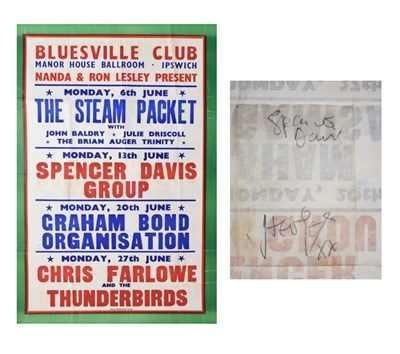 BLUESVILLE CLUB
MANOR HOUSE BALLROOM · IPSWICH
NANDA & RON LESLEY PRESENT
★ MONDAY, 6th JUNE ★
THE STEAM PACKET
WITH
JOHN BALDRY ★ JULIE DRISCOLL
★ THE BRIAN AUGER TRINITY ★
★ MONDAY, 13th JUNE ★
SPENCER DAVIS
GROUP
★ MONDAY, 20th JUNE ★
GRAHAM BOND
ORGANISATION
★ MONDAY, 27th JUNE ★
CHRIS FARLOWE
AND THE
THUNDERBIRDS
Spencer
Davis